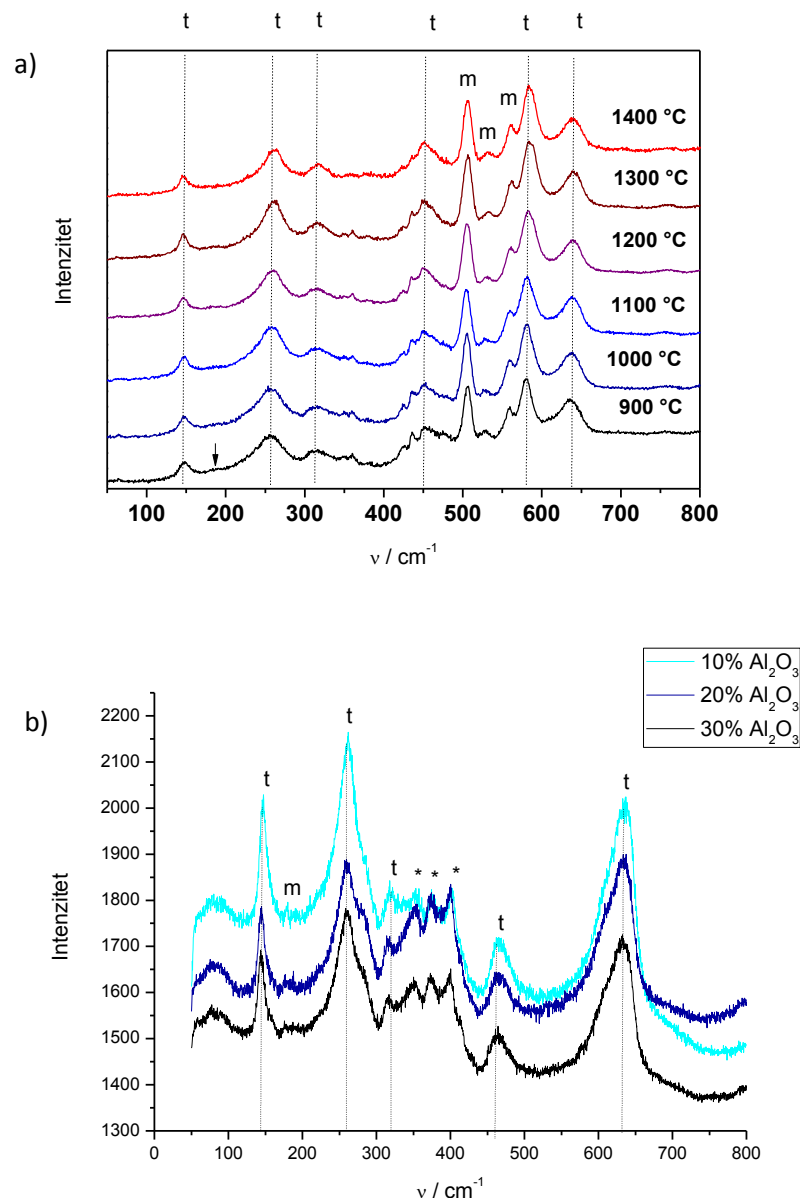 t t t t t t
a)
m
m
m
1400 °C
1300 °C
1200 °C
1100 °C
1000 °C
900 °C
Intenzitet
100 200 300 400 500 600 700 800
ν / cm⁻¹
10% Al₂O₃
20% Al₂O₃
30% Al₂O₃
b)
2200
2100
2000
1900
1800
1700
1600
1500
1400
1300
Intenzitet
t
t
m
t * * *
t
t
0 100 200 300 400 500 600 700 800
ν / cm⁻¹